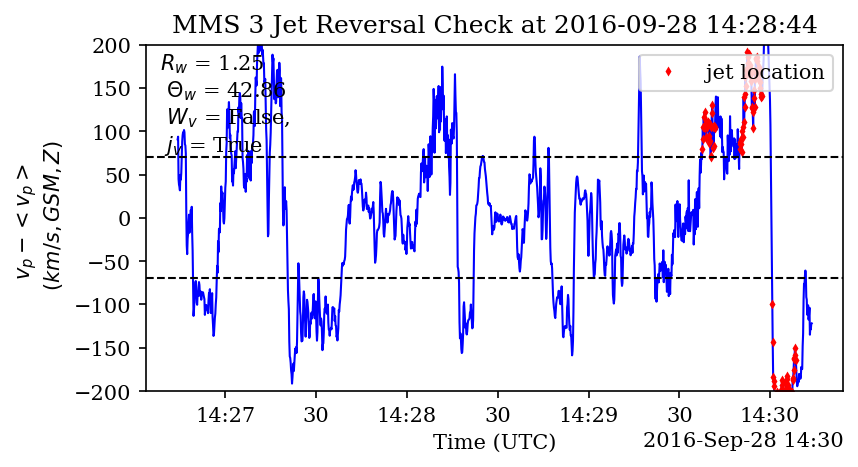 MMS 3 Jet Reversal Check at 2016-09-28 14:28:44
R_w = 1.25
Θ_w = 42.86
W_v = False,
j_v = True
jet location
v_p − < v_p >
(km/s, GSM, Z)
200
150
100
50
0
−50
−100
−150
−200
14:27 30 14:28 30 14:29 30 14:30
Time (UTC)
2016-Sep-28 14:30